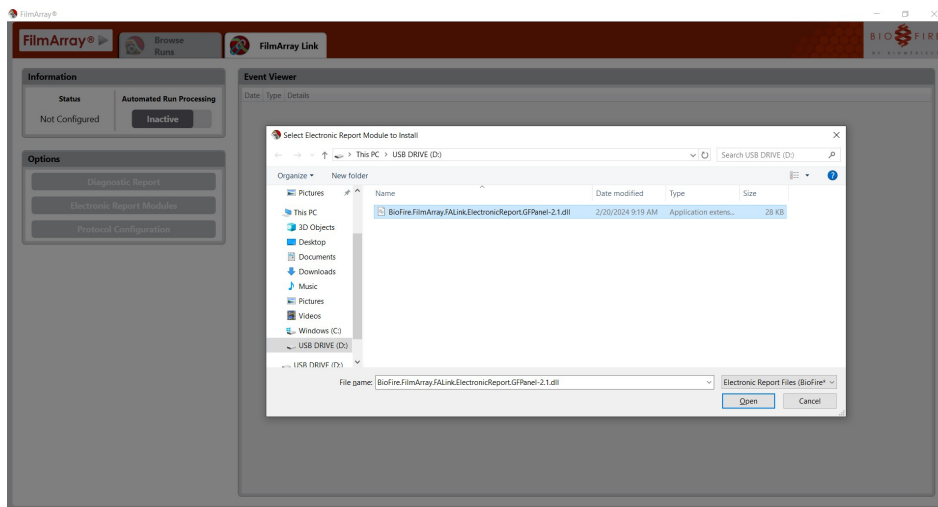 FilmArray®
FilmArray®
Browse Runs
FilmArray Link
BIO FIRE
BY BIOMÉRIEUX
Information
Event Viewer
Status
Automated Run Processing
Date Type Details
Not Configured
Inactive
Options
Diagnostic Report
Electronic Report Modules
Protocol Configuration
Select Electronic Report Module to Install
This PC > USB DRIVE (D:)
Search USB DRIVE (D:)
Organize
New folder
Pictures
Name
Date modified
Type
Size
BioFire.FilmArray.FALink.ElectronicReport.GFPanel-2.1.dll
2/20/2024 9:19 AM
Application extens...
28 KB
This PC
3D Objects
Desktop
Documents
Downloads
Music
Pictures
Videos
Windows (C:)
USB DRIVE (D:)
USB DRIVE (D:)
File name:
BioFire.FilmArray.FALink.ElectronicReport.GFPanel-2.1.dll
Electronic Report Files (BioFire*
Open
Cancel